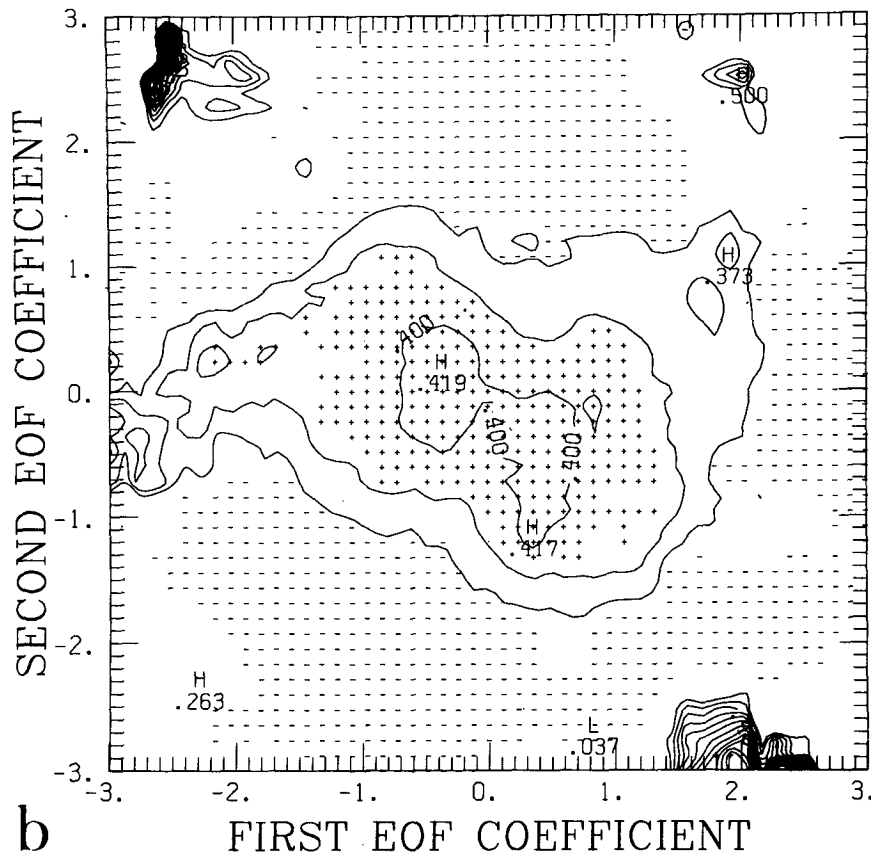 3.
2.
1.
0.
-1.
-2.
-3.
SECOND EOF COEFFICIENT
.500
H
.373
.400
H
.419
.400
.400
H
.417
H
.263
L
.037
-3.
-2.
-1.
0.
1.
2.
3.
b
FIRST EOF COEFFICIENT